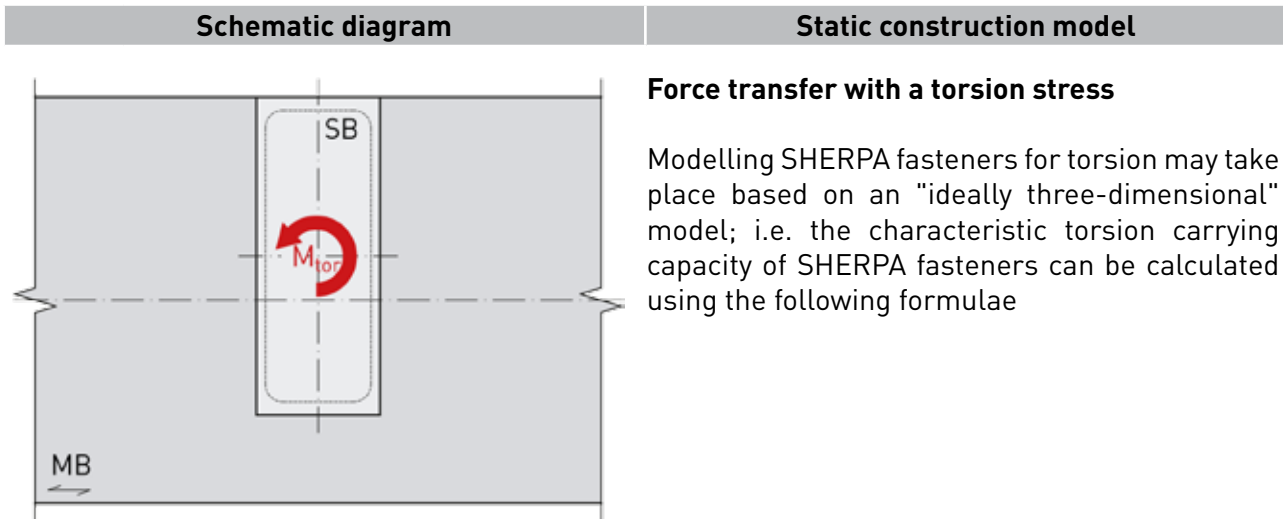 Schematic diagram
Static construction model
SB
M_tor
MB
Force transfer with a torsion stress
Modelling SHERPA fasteners for torsion may take
place based on an "ideally three-dimensional"
model; i.e. the characteristic torsion carrying
capacity of SHERPA fasteners can be calculated
using the following formulae